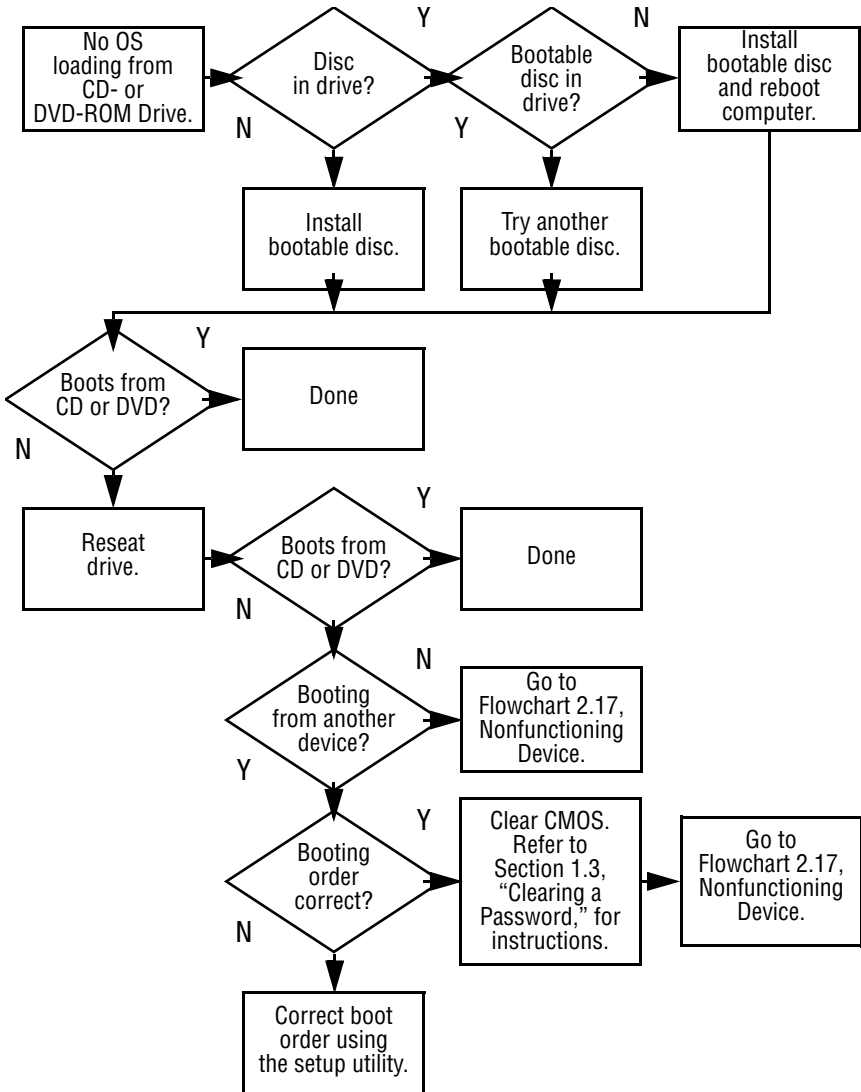 No OS
loading from
CD- or
DVD-ROM Drive.
Disc
in drive?
Y
N
Bootable
disc in
drive?
N
Y
Install
bootable disc
and reboot
computer.
Install
bootable disc.
Try another
bootable disc.
Boots from
CD or DVD?
Y
N
Done
Reseat
drive.
Boots from
CD or DVD?
Y
N
Done
Booting
from another
device?
N
Y
Go to
Flowchart 2.17,
Nonfunctioning
Device.
Booting
order
correct?
Y
N
Clear CMOS.
Refer to
Section 1.3,
“Clearing a
Password,” for
instructions.
Go to
Flowchart 2.17,
Nonfunctioning
Device.
Correct boot
order using
the setup utility.